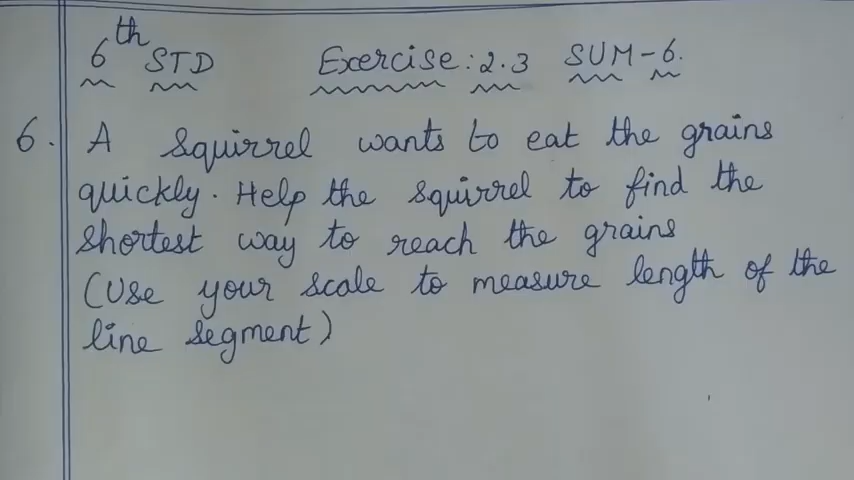 6th STD Exercise: 2.3 SUM-6.
6. A squirrel wants to eat the grains
quickly. Help the squirrel to find the
shortest way to reach the grains
(Use your scale to measure length of the
line segment)